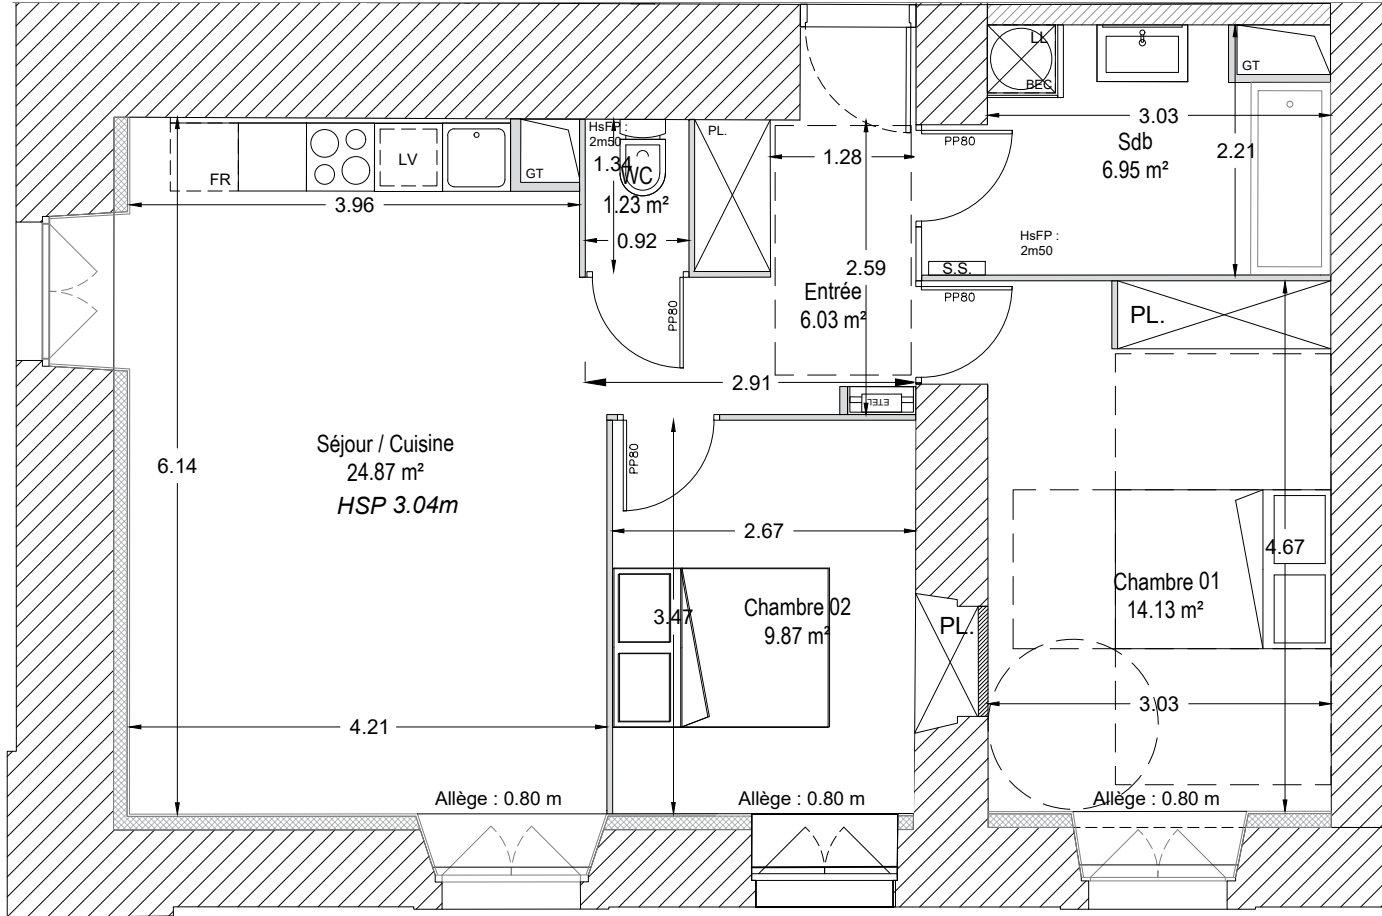 LL
BEC
GT
3.03
Sdb
6.95 m²
2.21
HsFP :
2m50
S.S.
PP80
HsFP :
2m50
1.34
WC
1.23 m²
0.92
PL.
1.28
2.59
Entrée
6.03 m²
FR
LV
GT
3.96
PP80
PP80
PL.
2.91
ETEL
6.14
Séjour / Cuisine
24.87 m²
HSP 3.04m
PP80
2.67
3.47
Chambre 02
9.87 m²
PL.
4.67
Chambre 01
14.13 m²
3.03
4.21
Allège : 0.80 m
Allège : 0.80 m
Allège : 0.80 m